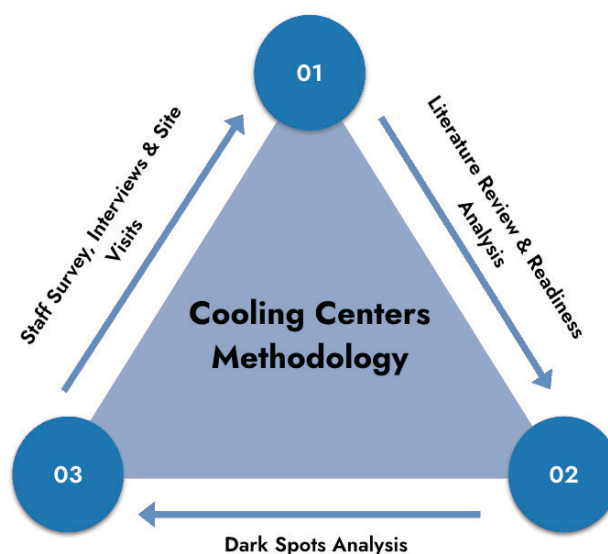 01
Literature Review & Readiness
Analysis
02
Dark Spots Analysis
03
Staff Survey, Interviews & Site
Visits
Cooling Centers
Methodology